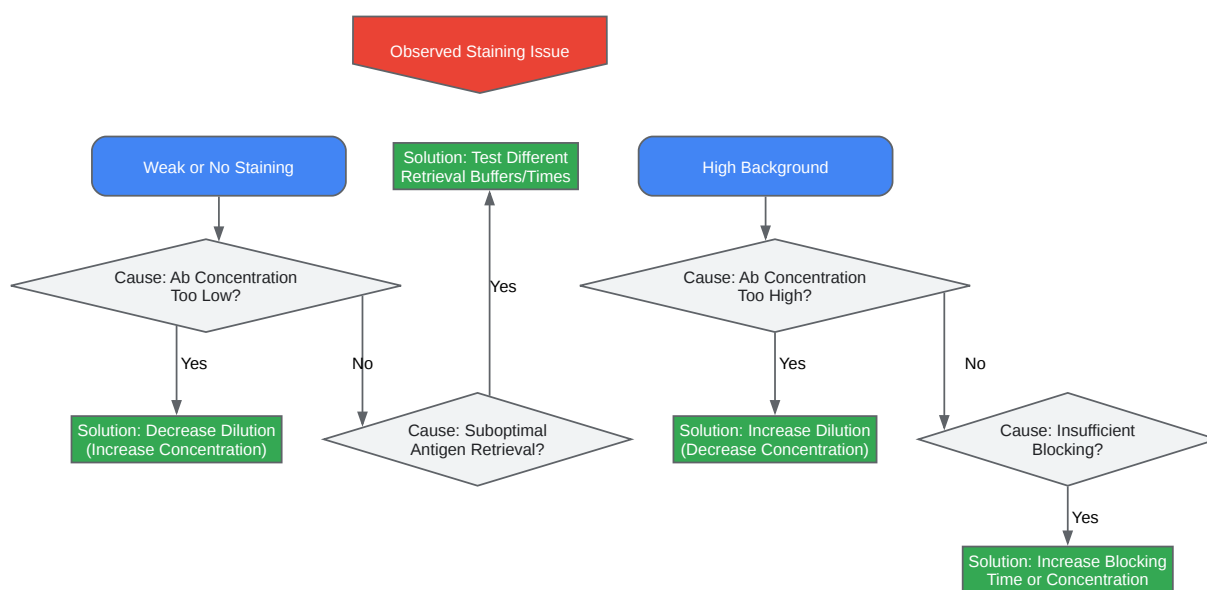 Observed Staining Issue
Weak or No Staining
Solution: Test Different
Retrieval Buffers/Times
High Background
Cause: Ab Concentration
Too Low?
Yes
Cause: Ab Concentration
Too High?
Yes
No
Yes
No
Solution: Decrease Dilution
(Increase Concentration)
Cause: Suboptimal
Antigen Retrieval?
Solution: Increase Dilution
(Decrease Concentration)
Cause: Insufficient
Blocking?
Yes
Solution: Increase Blocking
Time or Concentration